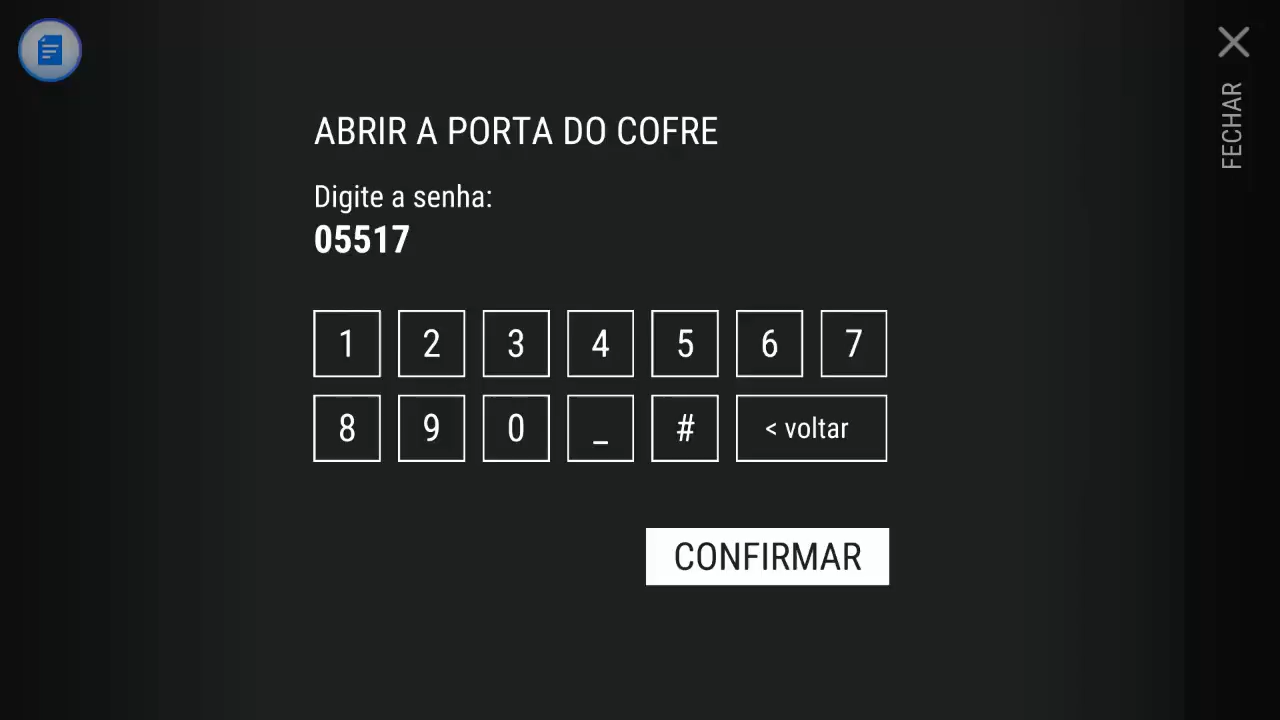 ABRIR A PORTA DO COFRE
FECHAR
Digite a senha:
05517
1 2 3 4 5 6 7
8 9 0 _ # < voltar
CONFIRMAR